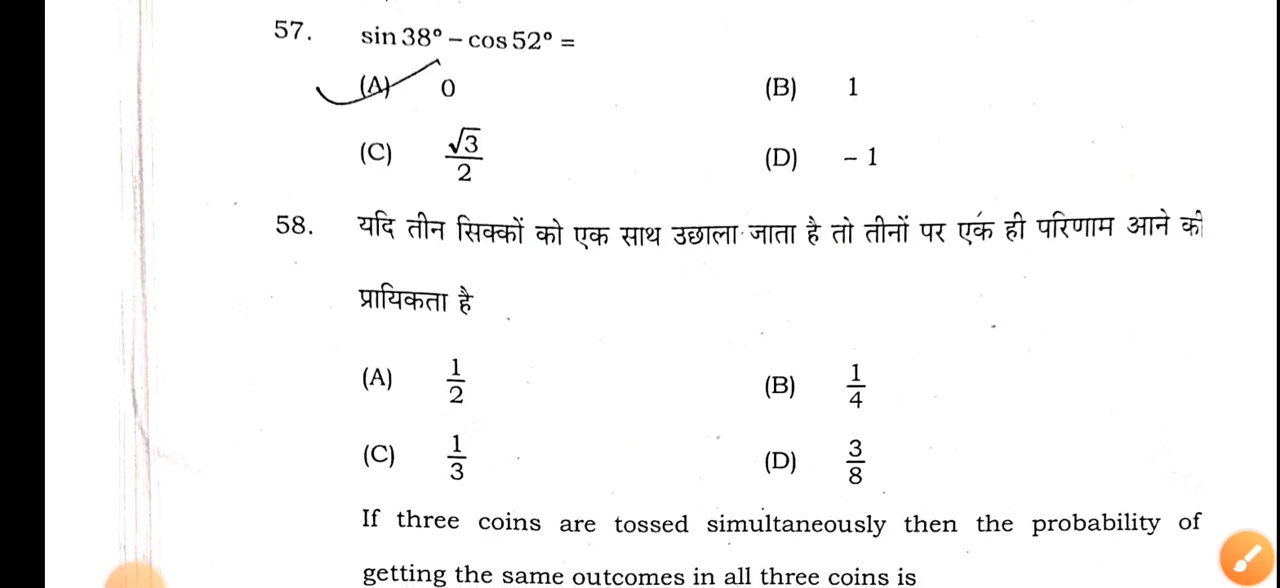 57. sin 38° – cos 52° =
(A) 0 (B) 1
(C) √3/2 (D) – 1
58. यदि तीन सिक्कों को एक साथ उछाला जाता है तो तीनों पर एक ही परिणाम आने की
प्रायिकता है
(A) 1/2 (B) 1/4
(C) 1/3 (D) 3/8
If three coins are tossed simultaneously then the probability of
getting the same outcomes in all three coins is